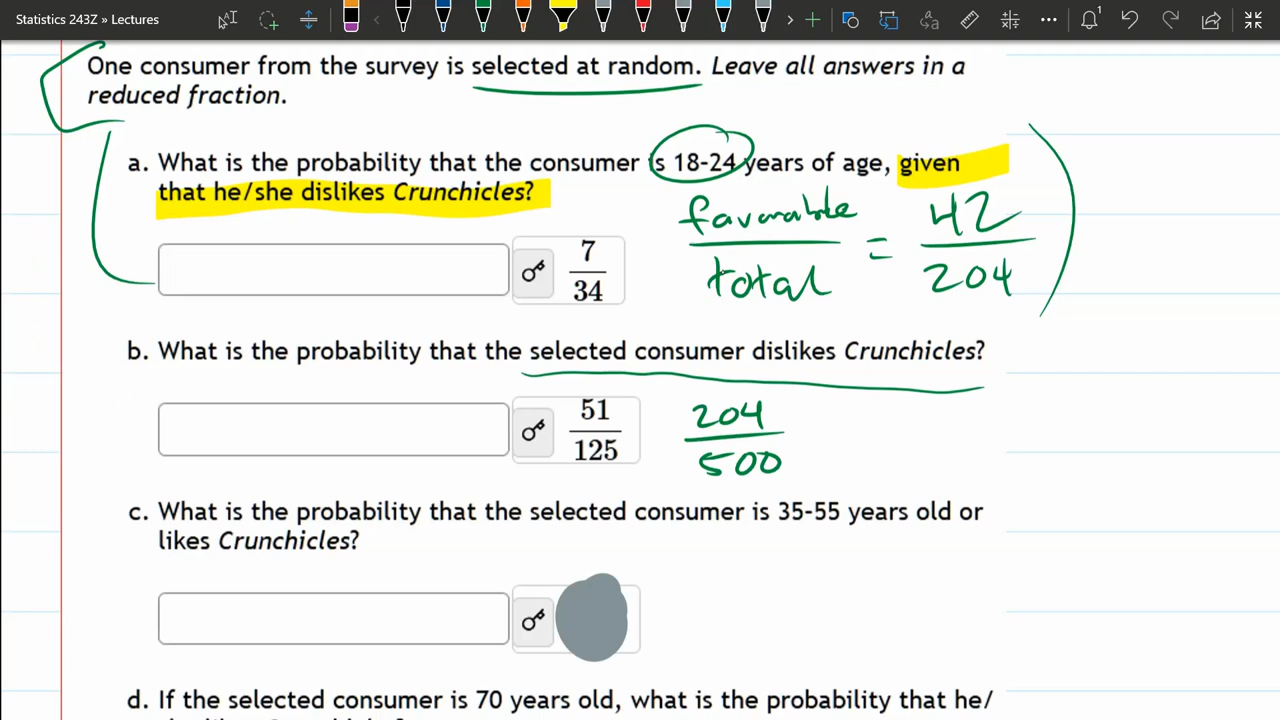 Statistics 243Z » Lectures
One consumer from the survey is selected at random. Leave all answers in a
reduced fraction.
a. What is the probability that the consumer is 18-24 years of age, given
that he/she dislikes Crunchicles?
favorable
total
=
42
204
7
34
b. What is the probability that the selected consumer dislikes Crunchicles?
51
125
204
500
c. What is the probability that the selected consumer is 35-55 years old or
likes Crunchicles?
d. If the selected consumer is 70 years old, what is the probability that he/